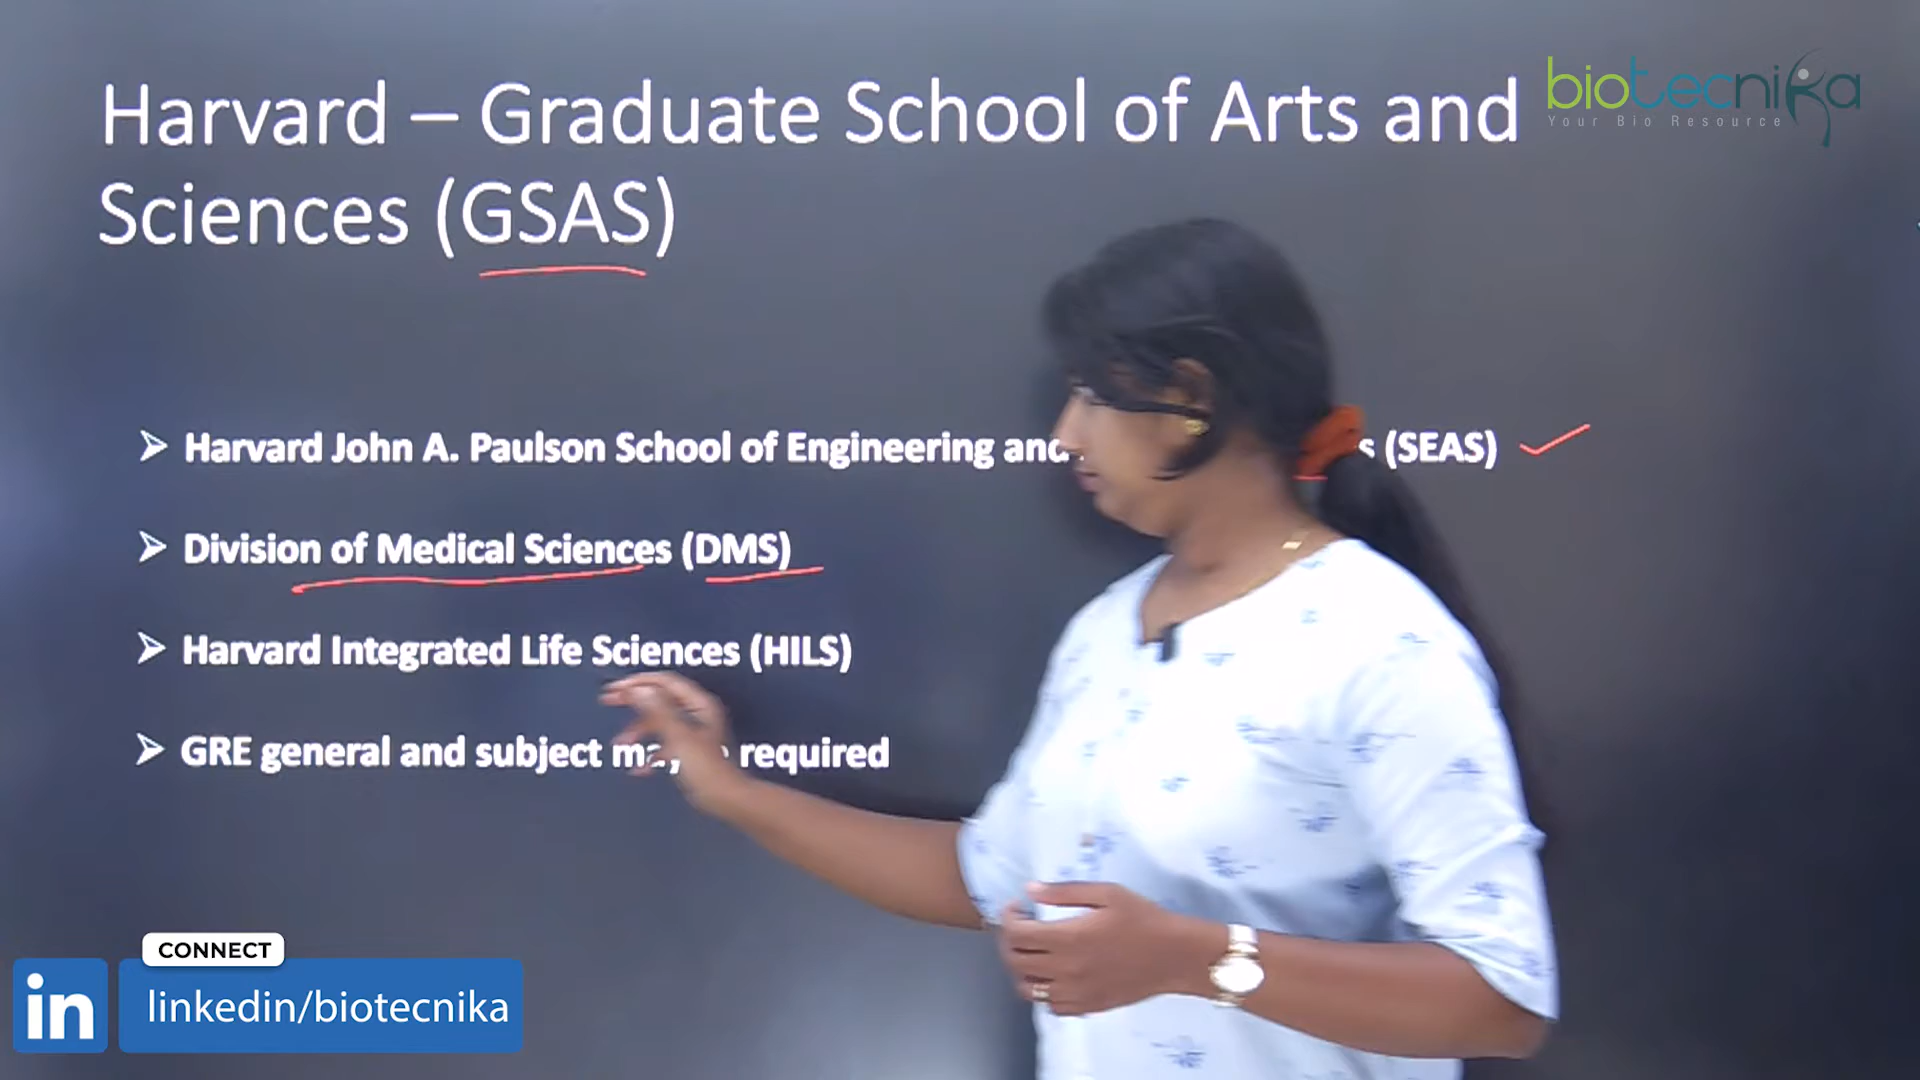 Harvard – Graduate School of Arts and
Sciences (GSAS)
biotecnika
Your Bio Resource
➢ Harvard John A. Paulson School of Engineering and (SEAS)
➢ Division of Medical Sciences (DMS)
➢ Harvard Integrated Life Sciences (HILS)
➢ GRE general and subject required
CONNECT
in linkedin/biotecnika